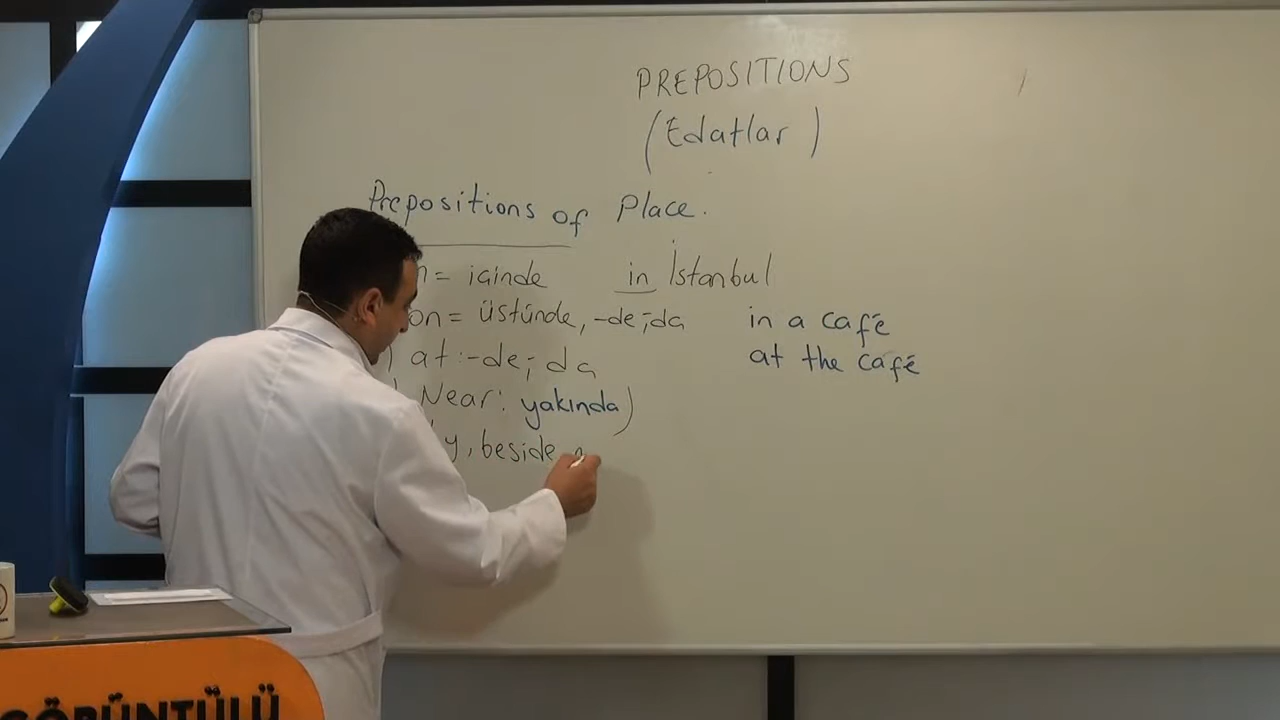 PREPOSITIONS
(Edatlar)
Prepositions of Place.
= içinde in İstanbul
on = üstünde, -de, da in a café
at: -de, da at the café
Near: yakında)
y, beside,
GÖRÜNTÜLÜ